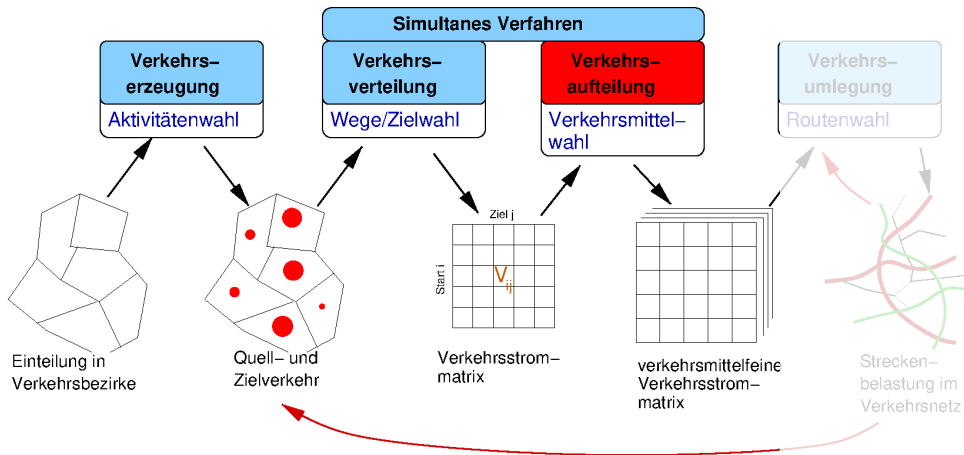 Simultanes Verfahren
Verkehrs–
erzeugung
Aktivitätenwahl
Verkehrs–
verteilung
Wege/Zielwahl
Verkehrs–
aufteilung
Verkehrsmittel–
wahl
Verkehrs–
umlegung
Routenwahl
Einteilung in
Verkehrsbezirke
Quell– und
Zielverkehr
Ziel j
Start i
Vij
Verkehrsstrom–
matrix
verkehrsmittelfeine
Verkehrsstrom–
matrix
Strecken–
belastung im
Verkehrsnetz